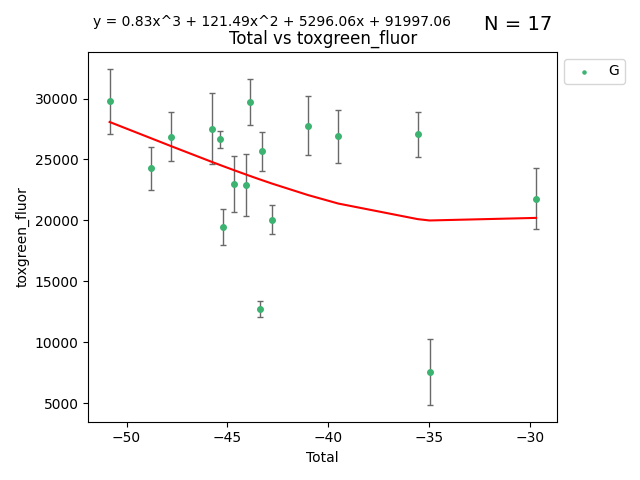 y = 0.83x^3 + 121.49x^2 + 5296.06x + 91997.06
N = 17
Total vs toxgreen_fluor
G
30000
25000
20000
15000
10000
5000
toxgreen_fluor
−50
−45
−40
−35
−30
Total